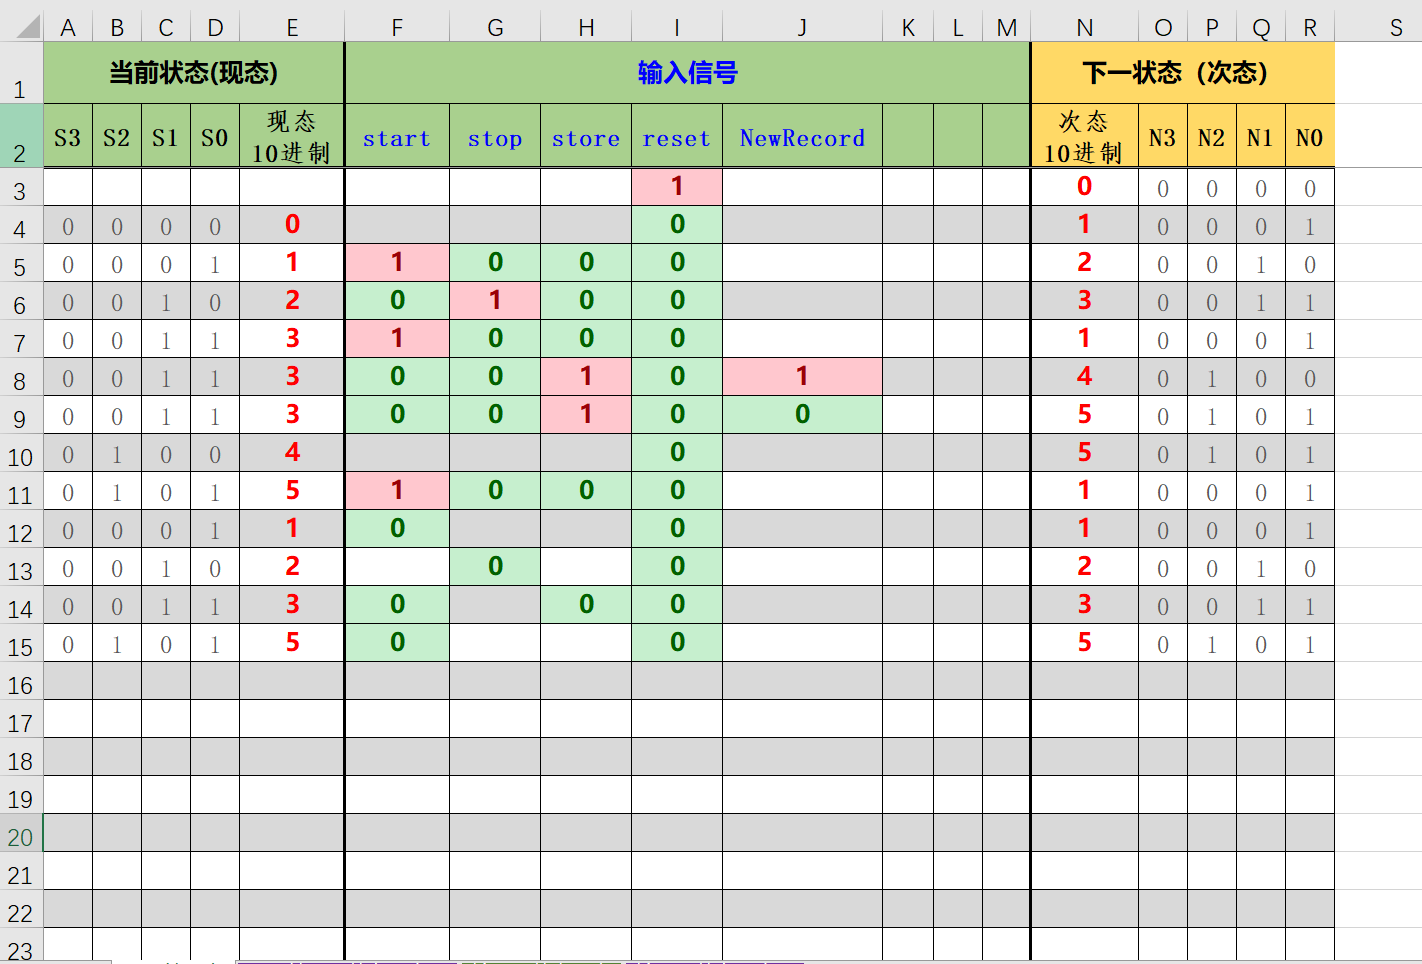 A B C D E F G H I J K L M N O P Q R S
1 当前状态(现态) 输入信号 下一状态（次态）
2 S3 S2 S1 S0 现态 10进制 start stop store reset NewRecord 次态 10进制 N3 N2 N1 N0
3 1 0 0 0 0 0
4 0 0 0 0 0 0 1 0 0 0 1
5 0 0 0 1 1 1 0 0 0 2 0 0 1 0
6 0 0 1 0 2 0 1 0 0 3 0 0 1 1
7 0 0 1 1 3 1 0 0 0 1 0 0 0 1
8 0 0 1 1 3 0 0 1 0 1 4 0 1 0 0
9 0 0 1 1 3 0 0 1 0 0 5 0 1 0 1
10 0 1 0 0 4 0 5 0 1 0 1
11 0 1 0 1 5 1 0 0 0 1 0 0 0 1
12 0 0 0 1 1 0 0 1 0 0 0 1
13 0 0 1 0 2 0 0 2 0 0 1 0
14 0 0 1 1 3 0 0 0 3 0 0 1 1
15 0 1 0 1 5 0 0 5 0 1 0 1
16
17
18
19
20
21
22
23